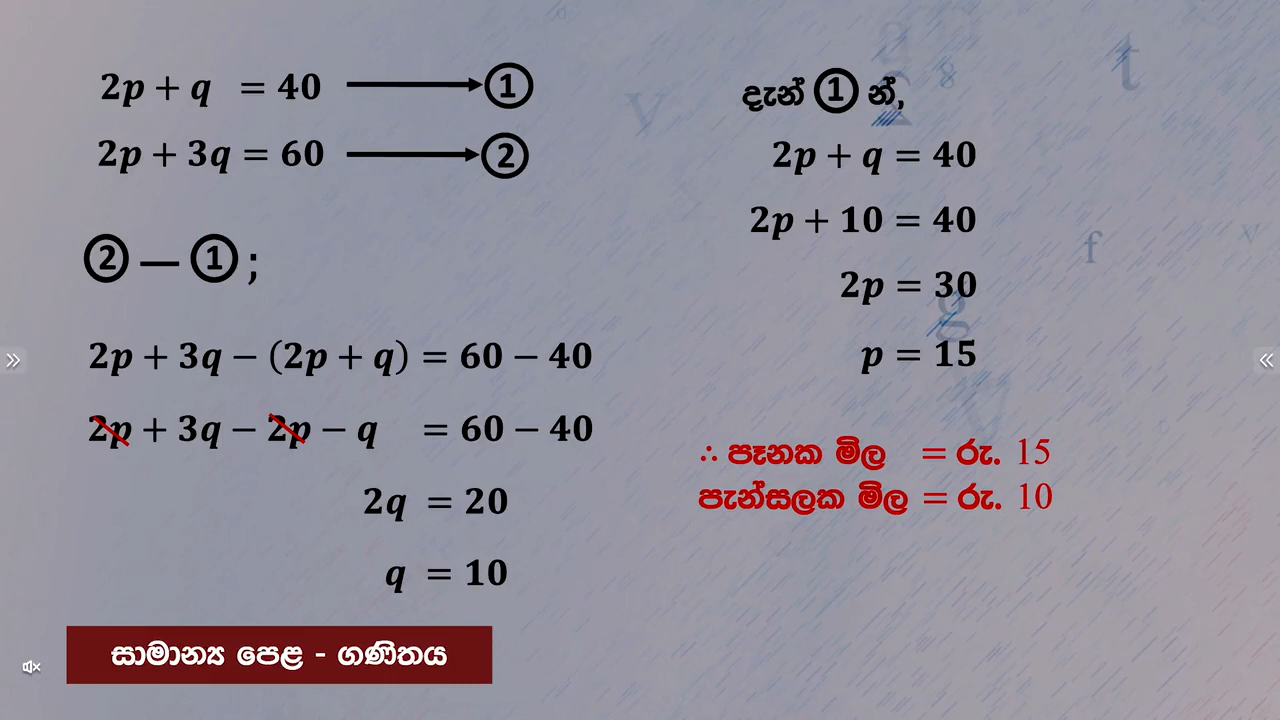 2p + q = 40 ⟶ ①
2p + 3q = 60 ⟶ ②
② — ① ;
2p + 3q − (2p + q) = 60 − 40
2p + 3q − 2p − q = 60 − 40
2q = 20
q = 10
දැන් ① න්,
2p + q = 40
2p + 10 = 40
2p = 30
p = 15
∴ පෑනක මිල = රු. 15
පැන්සලක මිල = රු. 10
සාමාන්‍ය පෙළ - ගණිතය